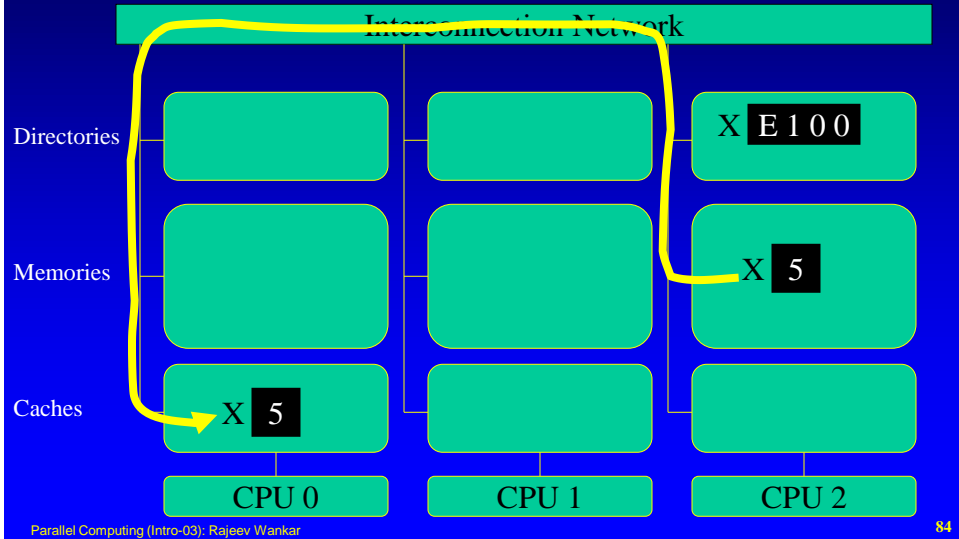 Interconnection Network
Directories X E 1 0 0
Memories X 5
Caches X 5
CPU 0 CPU 1 CPU 2
Parallel Computing (Intro-03): Rajeev Wankar 84